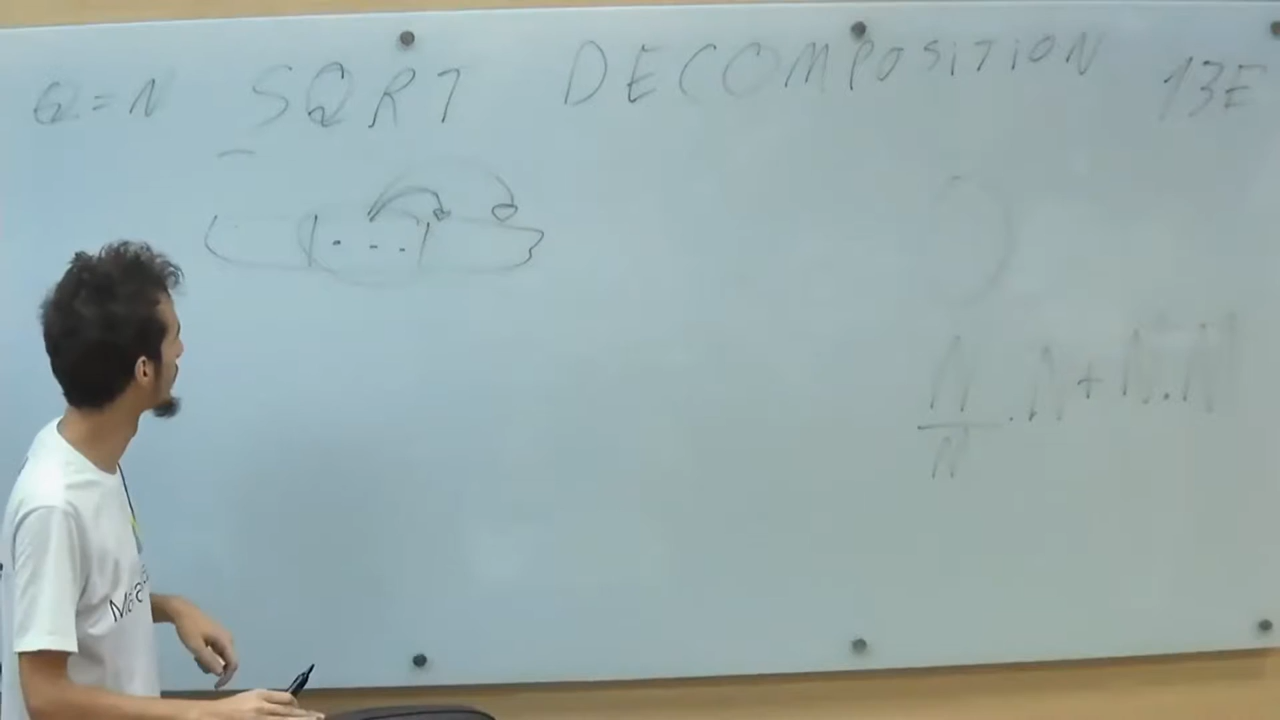 Q=N SQRT DECOMPOSITION 13E
N/N . N + N.N